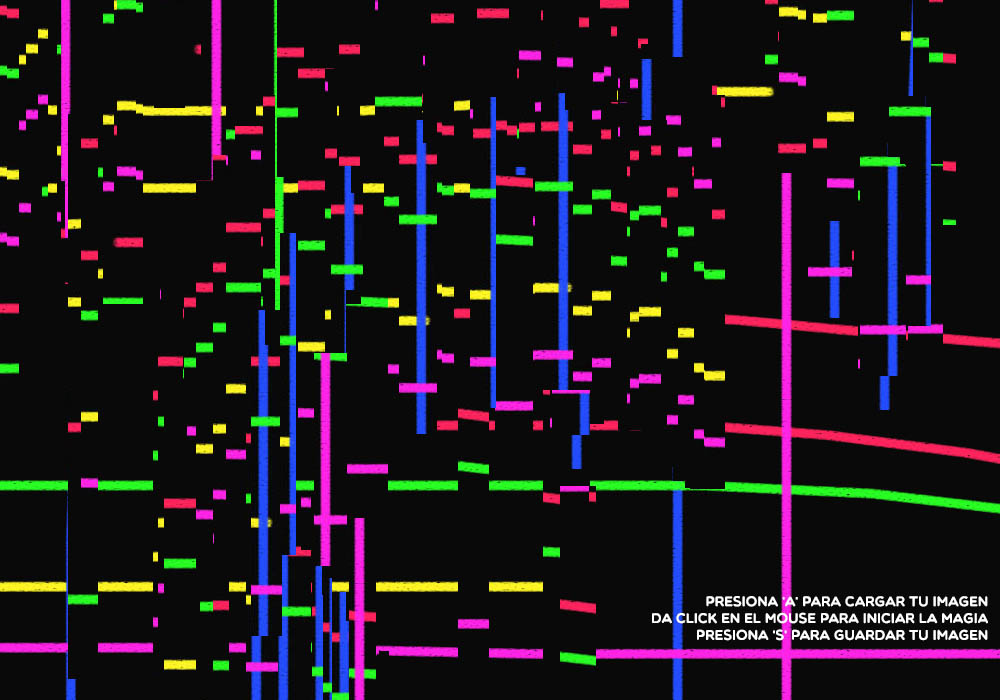 PRESIONA 'A' PARA CARGAR TU IMAGEN
DA CLICK EN EL MOUSE PARA INICIAR LA MAGIA
PRESIONA 'S' PARA GUARDAR TU IMAGEN